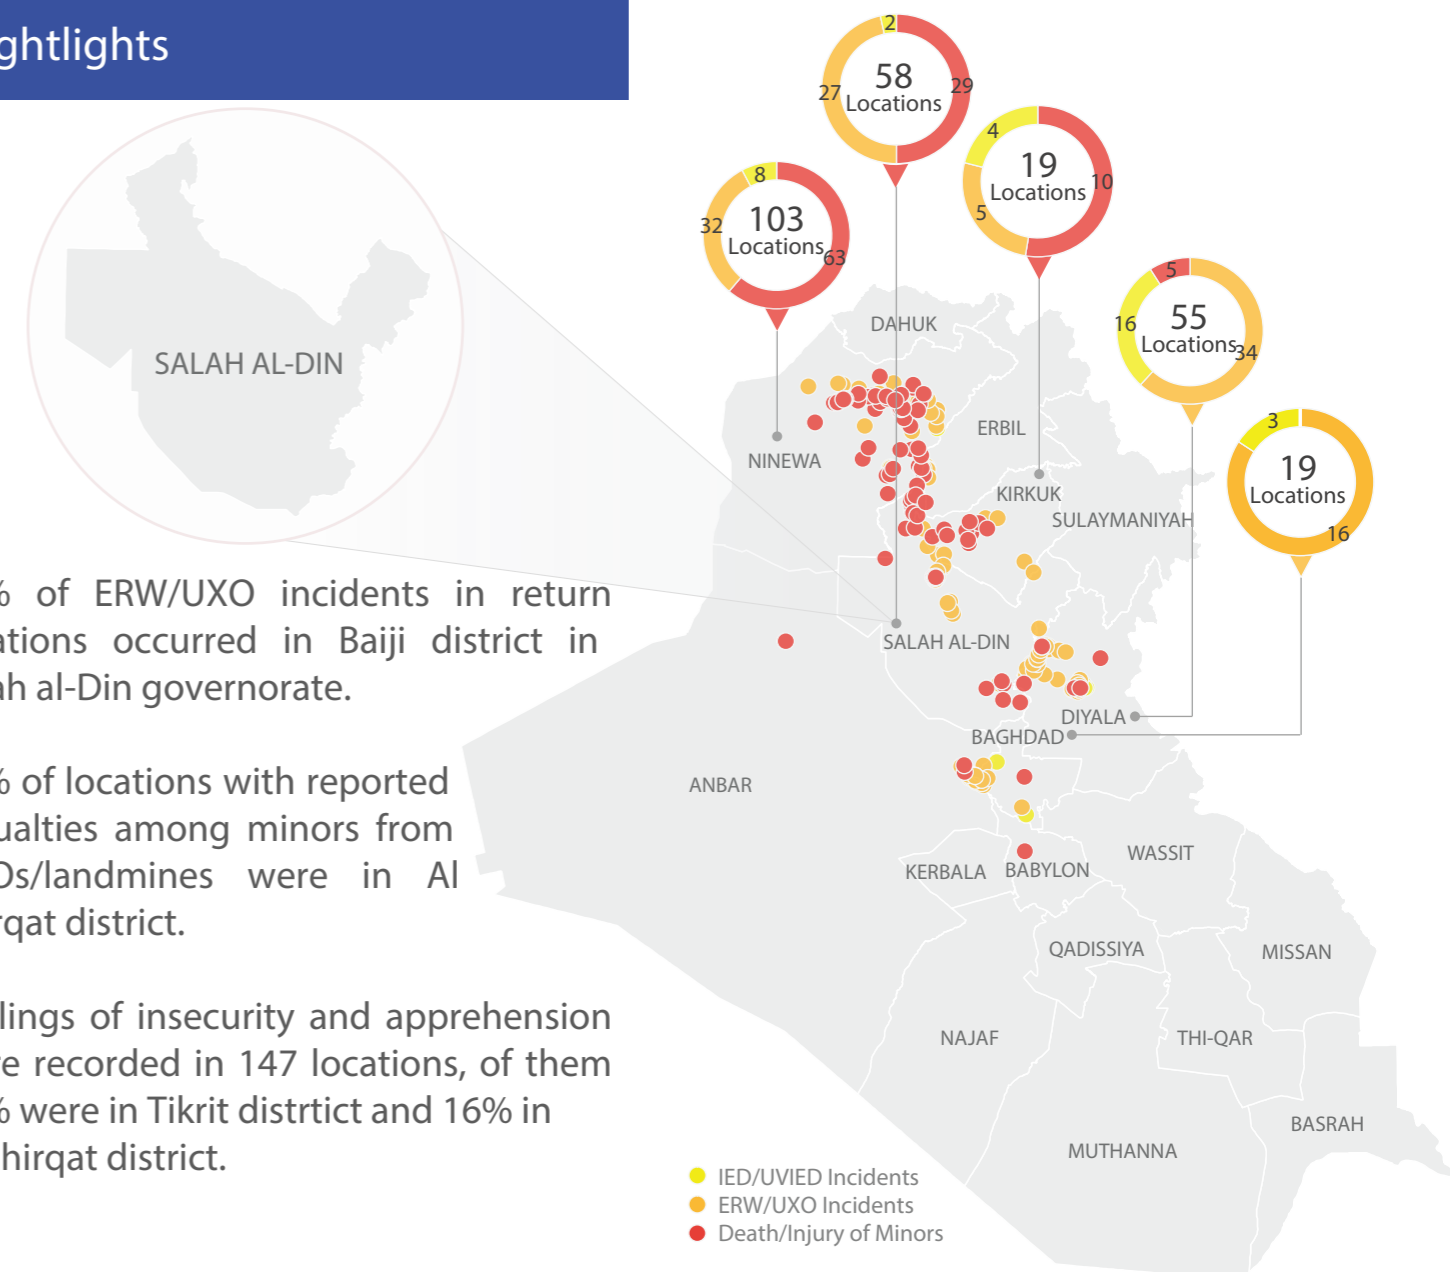 ghtlights
SALAH AL-DIN
% of ERW/UXO incidents in return
ations occurred in Baiji district in
ah al-Din governorate.
% of locations with reported
ualties among minors from
Ds/landmines were in Al
rqat district.
lings of insecurity and apprehension
re recorded in 147 locations, of them
% were in Tikrit distrtict and 16% in
hirqat district.
2
27
58
Locations
29
4
19
Locations
10
5
8
32
103
Locations
63
5
16
55
Locations
34
3
19
Locations
16
DAHUK
ERBIL
NINEWA
KIRKUK
SULAYMANIYAH
SALAH AL-DIN
DIYALA
BAGHDAD
ANBAR
WASSIT
KERBALA
BABYLON
QADISSIYA
MISSAN
NAJAF
THI-QAR
BASRAH
MUTHANNA
IED/UVIED Incidents
ERW/UXO Incidents
Death/Injury of Minors